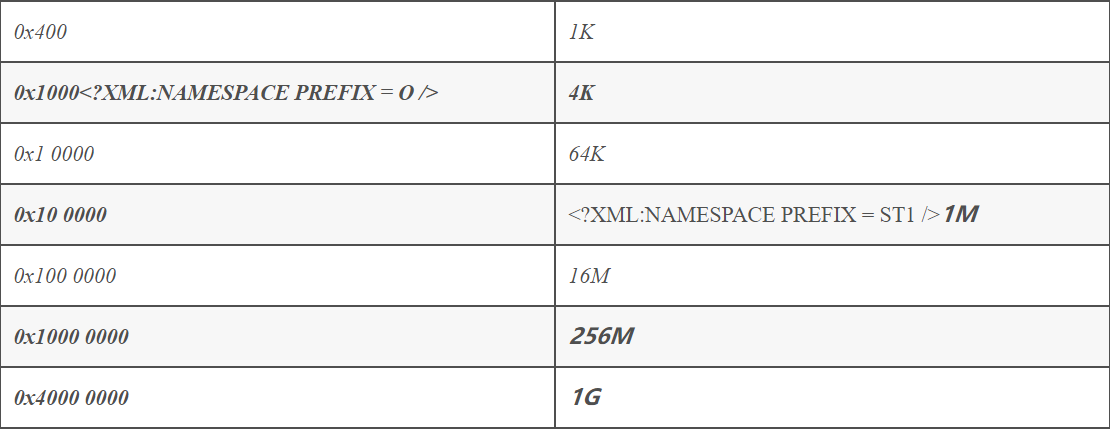 0x400 1K
0x1000<?XML:NAMESPACE PREFIX = O /> 4K
0x1 0000 64K
0x10 0000 <?XML:NAMESPACE PREFIX = ST1 />1M
0x100 0000 16M
0x1000 0000 256M
0x4000 0000 1G